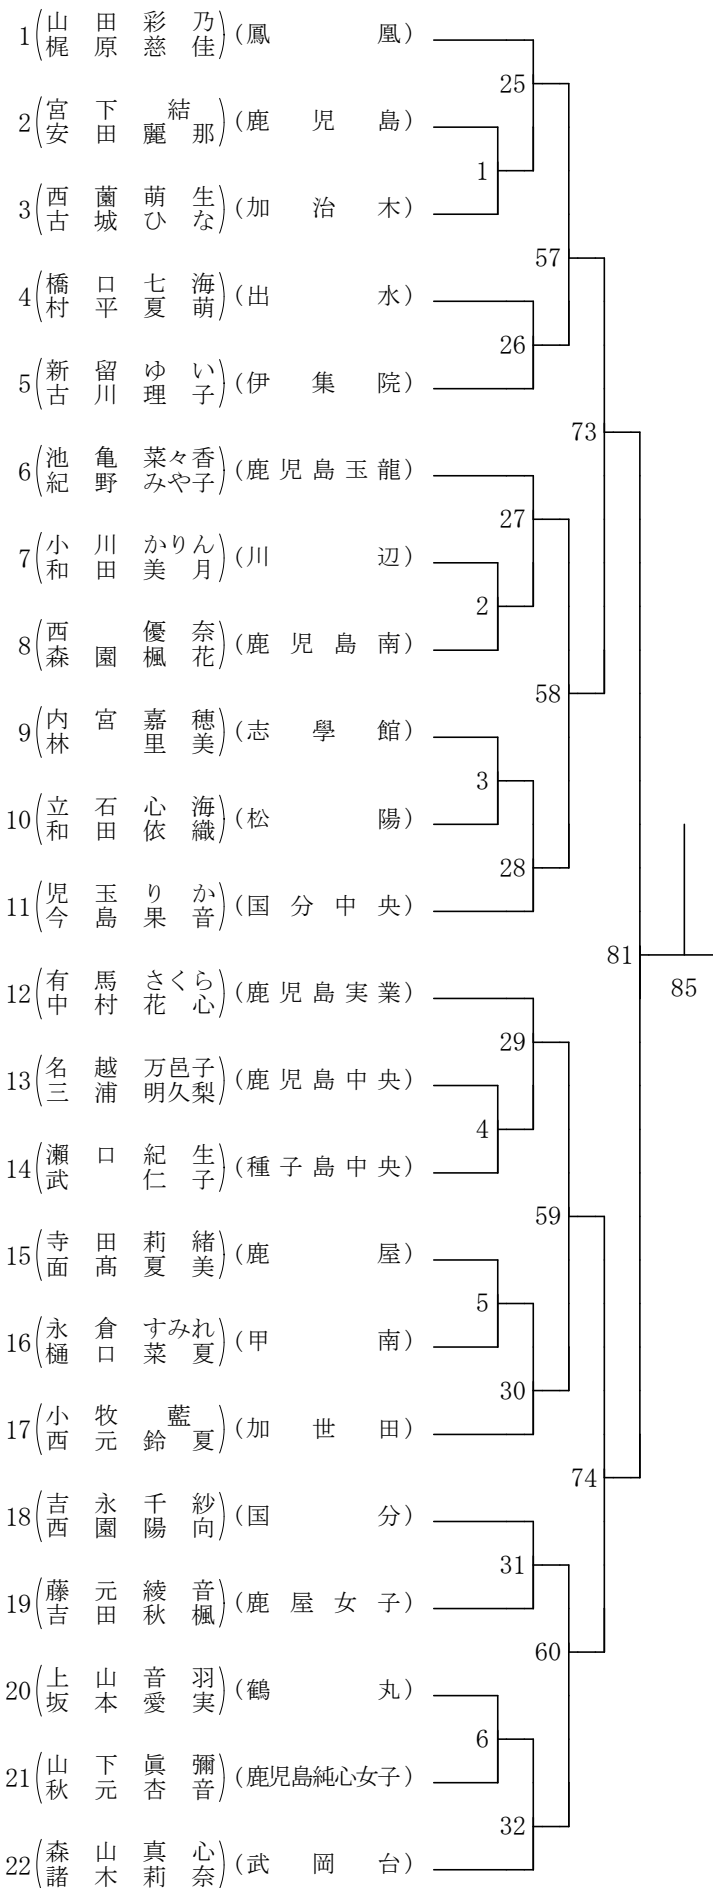 1 (山田彩乃 梶原慈佳) (鳳凰)
25
2 (宮下結 安田麗那) (鹿児島)
1
3 (西薗萌生 古城ひな) (加治木)
57
4 (橋口七海 村平夏萌) (出水)
26
5 (新留ゆい 古川理子) (伊集院)
73
6 (池亀菜々香 紀野みや子) (鹿児島玉龍)
27
7 (小川かりん 和田美月) (川辺)
2
8 (西優奈 森園楓花) (鹿児島南)
58
9 (内宮嘉穂 林里美) (志學館)
3
10 (立石心海 和田依織) (松陽)
28
11 (児玉りか 今島果音) (国分中央)
81
85
12 (有馬さくら 中村花心) (鹿児島実業)
29
13 (名越万邑子 三浦明久梨) (鹿児島中央)
4
14 (瀬口紀生 武仁子) (種子島中央)
59
15 (寺田莉緒 面髙夏美) (鹿屋)
5
16 (永倉すみれ 樋口菜夏) (甲南)
30
17 (小牧藍 西元鈴夏) (加世田)
74
18 (吉永千紗 西園陽向) (国分)
31
19 (藤元綾音 吉田秋楓) (鹿屋女子)
60
20 (上山音羽 坂本愛実) (鶴丸)
6
21 (山下眞彌 秋元杏音) (鹿児島純心女子)
32
22 (森山真心 諸木莉奈) (武岡台)